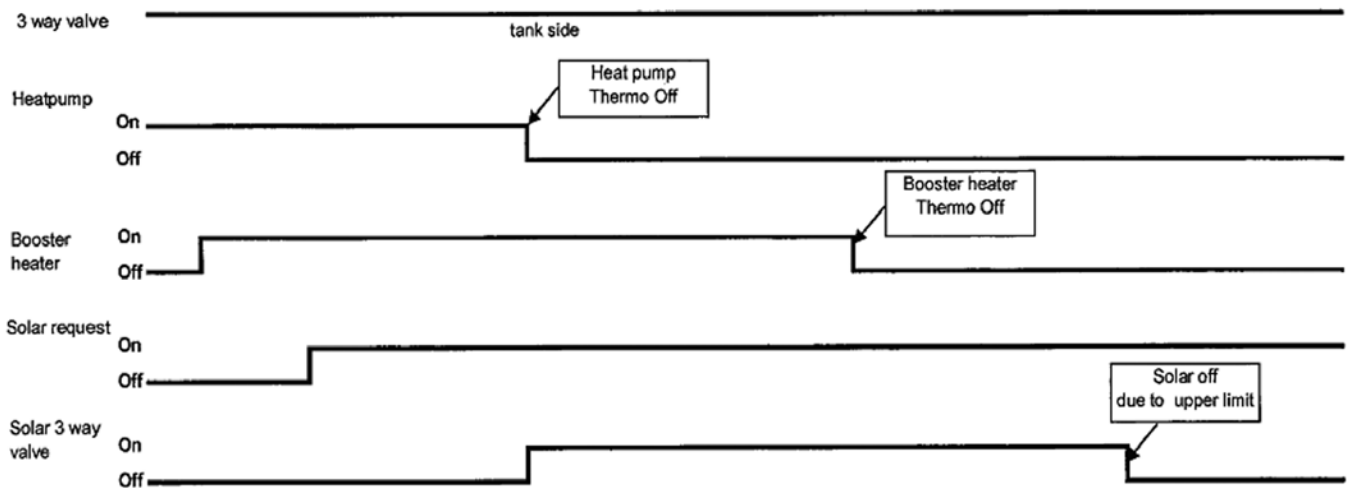 3 way valve
tank side
Heat pump
Thermo Off
Heatpump
On
Off
Booster heater
Thermo Off
Booster
heater
On
Off
Solar request
On
Off
Solar off
due to upper limit
Solar 3 way
valve
On
Off